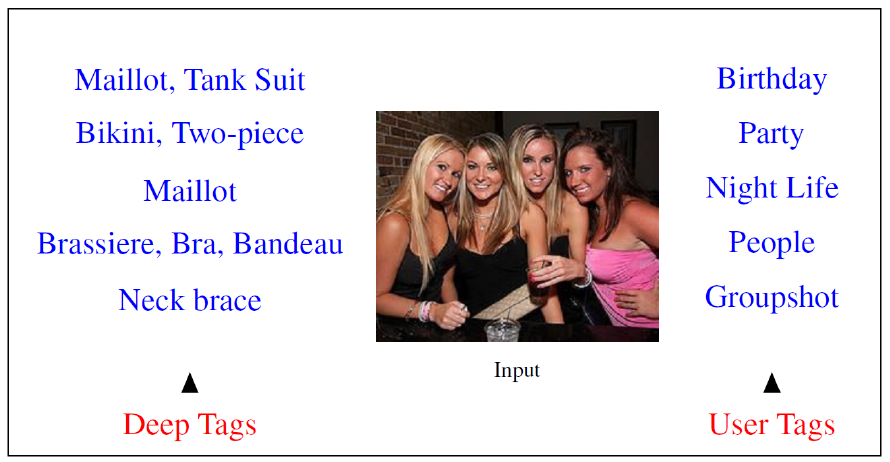 Maillot, Tank Suit
Bikini, Two-piece
Maillot
Brassiere, Bra, Bandeau
Neck brace
Deep Tags
Input
Birthday
Party
Night Life
People
Groupshot
User Tags